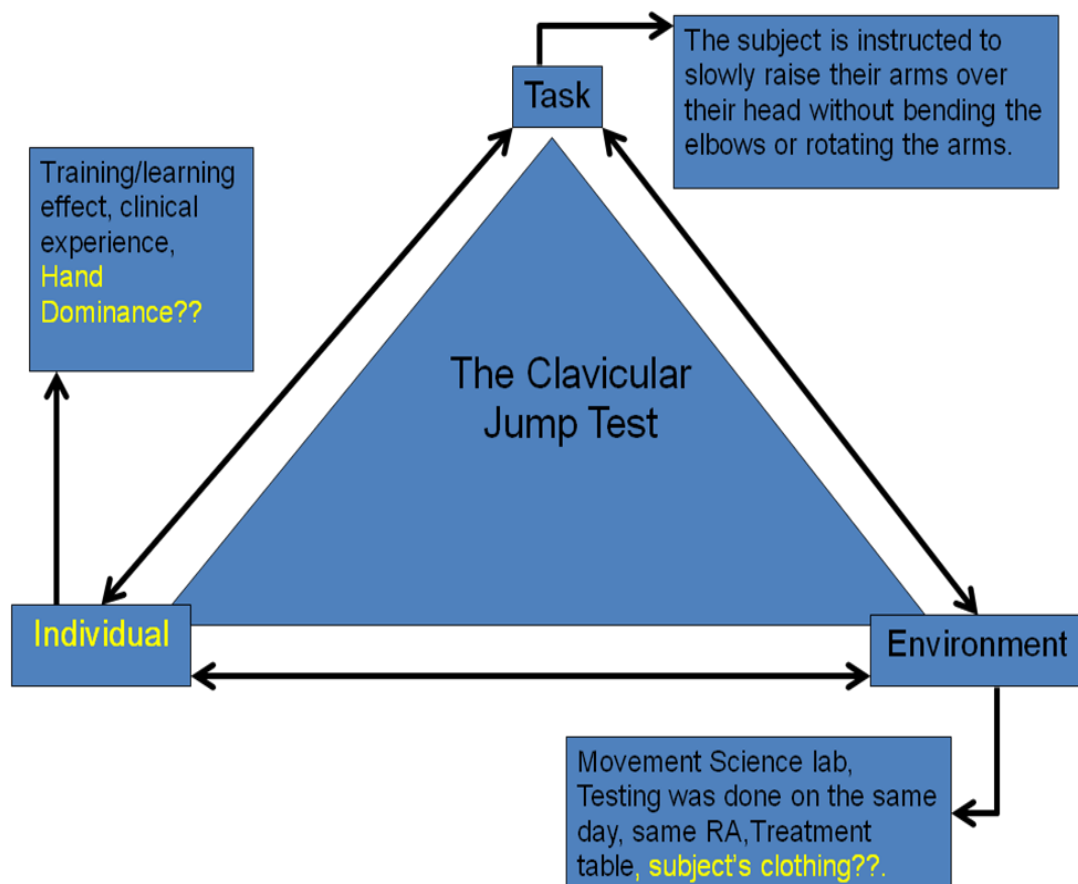 Task
The subject is instructed to
slowly raise their arms over
their head without bending the
elbows or rotating the arms.
Training/learning
effect, clinical
experience,
Hand
Dominance??
The Clavicular
Jump Test
Individual
Environment
Movement Science lab,
Testing was done on the same
day, same RA,Treatment
table, subject's clothing??.